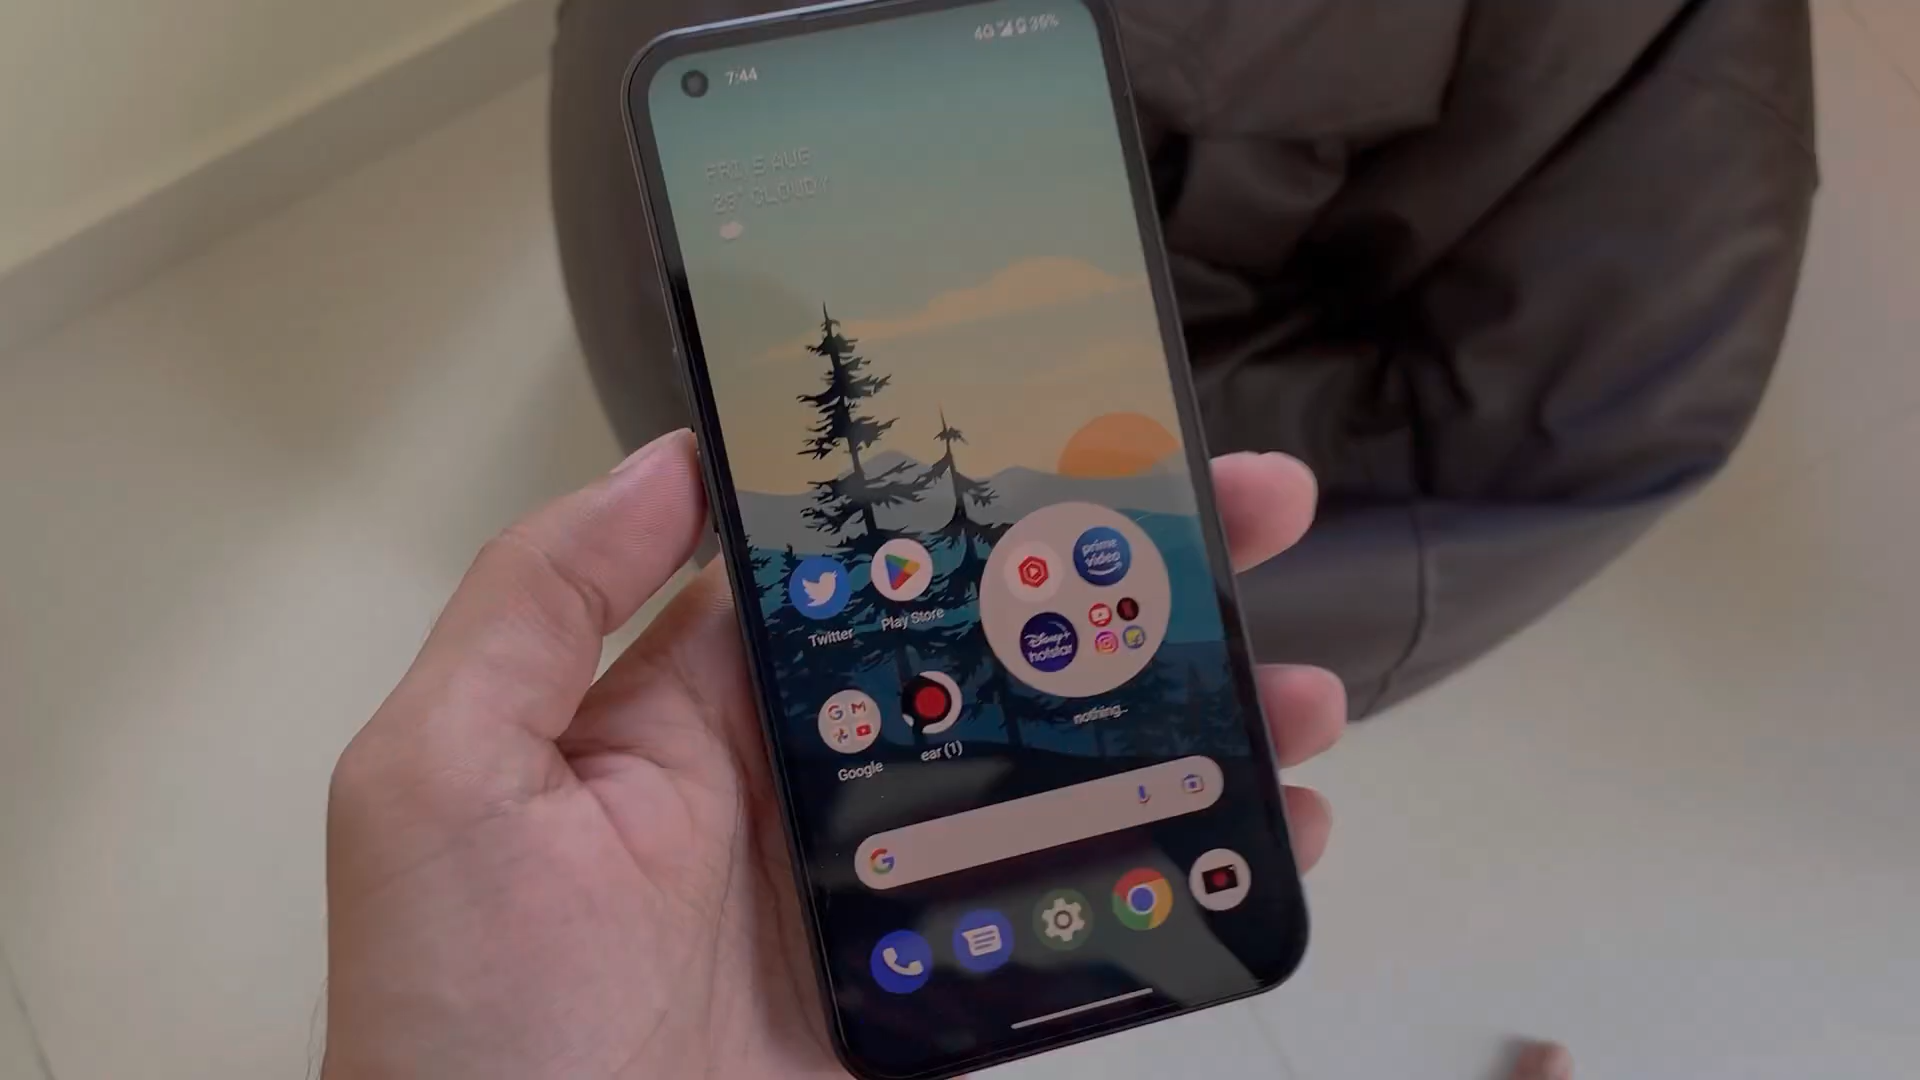 7:44
4G 36%
FRI, 5 AUG
28° CLOUDY
prime
video
Disney+
hotstar
Twitter
Play Store
nothing..
Google
ear (1)